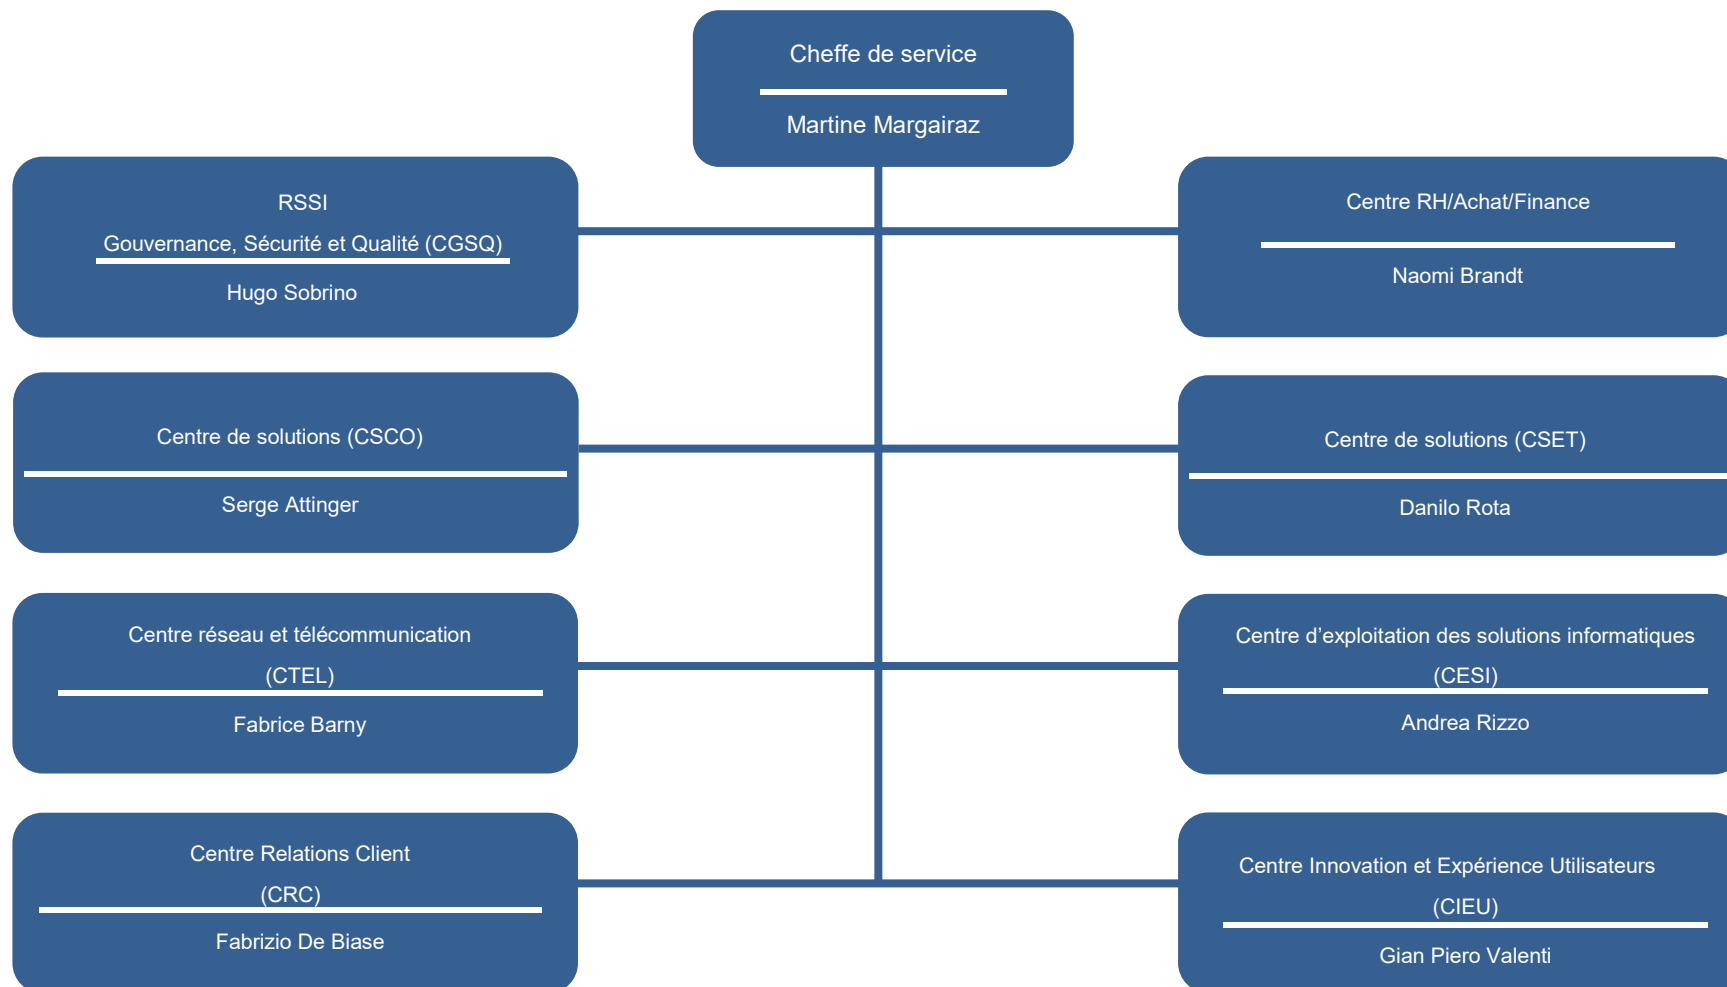 Cheffe de service
Martine Margairaz
RSSI
Gouvernance, Sécurité et Qualité (CGSQ)
Hugo Sobrino
Centre RH/Achat/Finance
Naomi Brandt
Centre de solutions (CSCO)
Serge Attinger
Centre de solutions (CSET)
Danilo Rota
Centre réseau et télécommunication
(CTEL)
Fabrice Barny
Centre d’exploitation des solutions informatiques
(CESI)
Andrea Rizzo
Centre Relations Client
(CRC)
Fabrizio De Biase
Centre Innovation et Expérience Utilisateurs
(CIEU)
Gian Piero Valenti